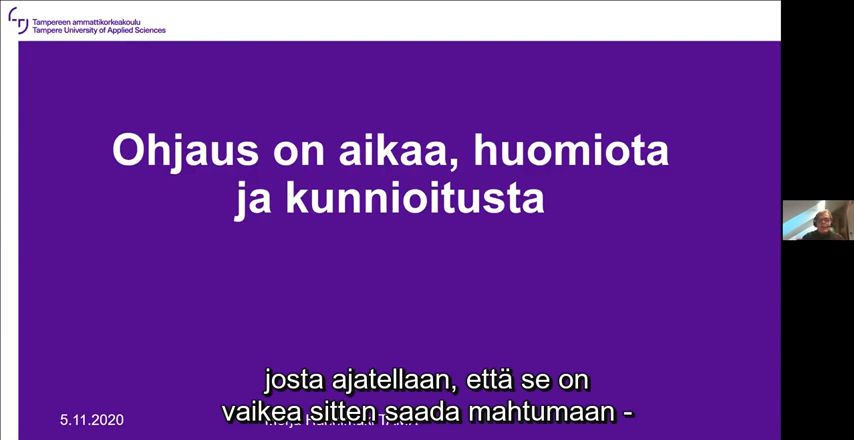 Tampereen ammattikorkeakoulu
Tampere University of Applied Sciences
Ohjaus on aikaa, huomiota
ja kunnioitusta
josta ajatellaan, että se on
vaikea sitten saada mahtumaan -
5.11.2020